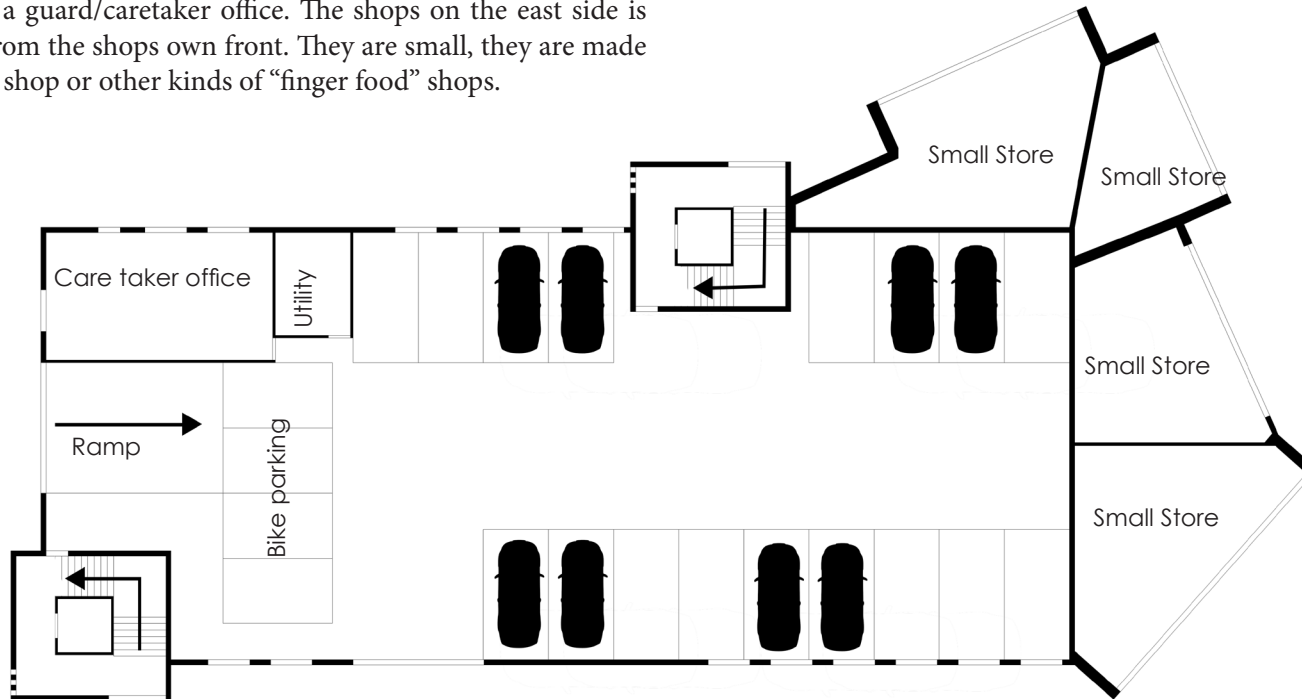 a guard/caretaker office. The shops on the east side is
rom the shops own front. They are small, they are made
shop or other kinds of “finger food” shops.
Small Store
Small Store
Care taker office
Utility
Small Store
Ramp
Bike parking
Small Store